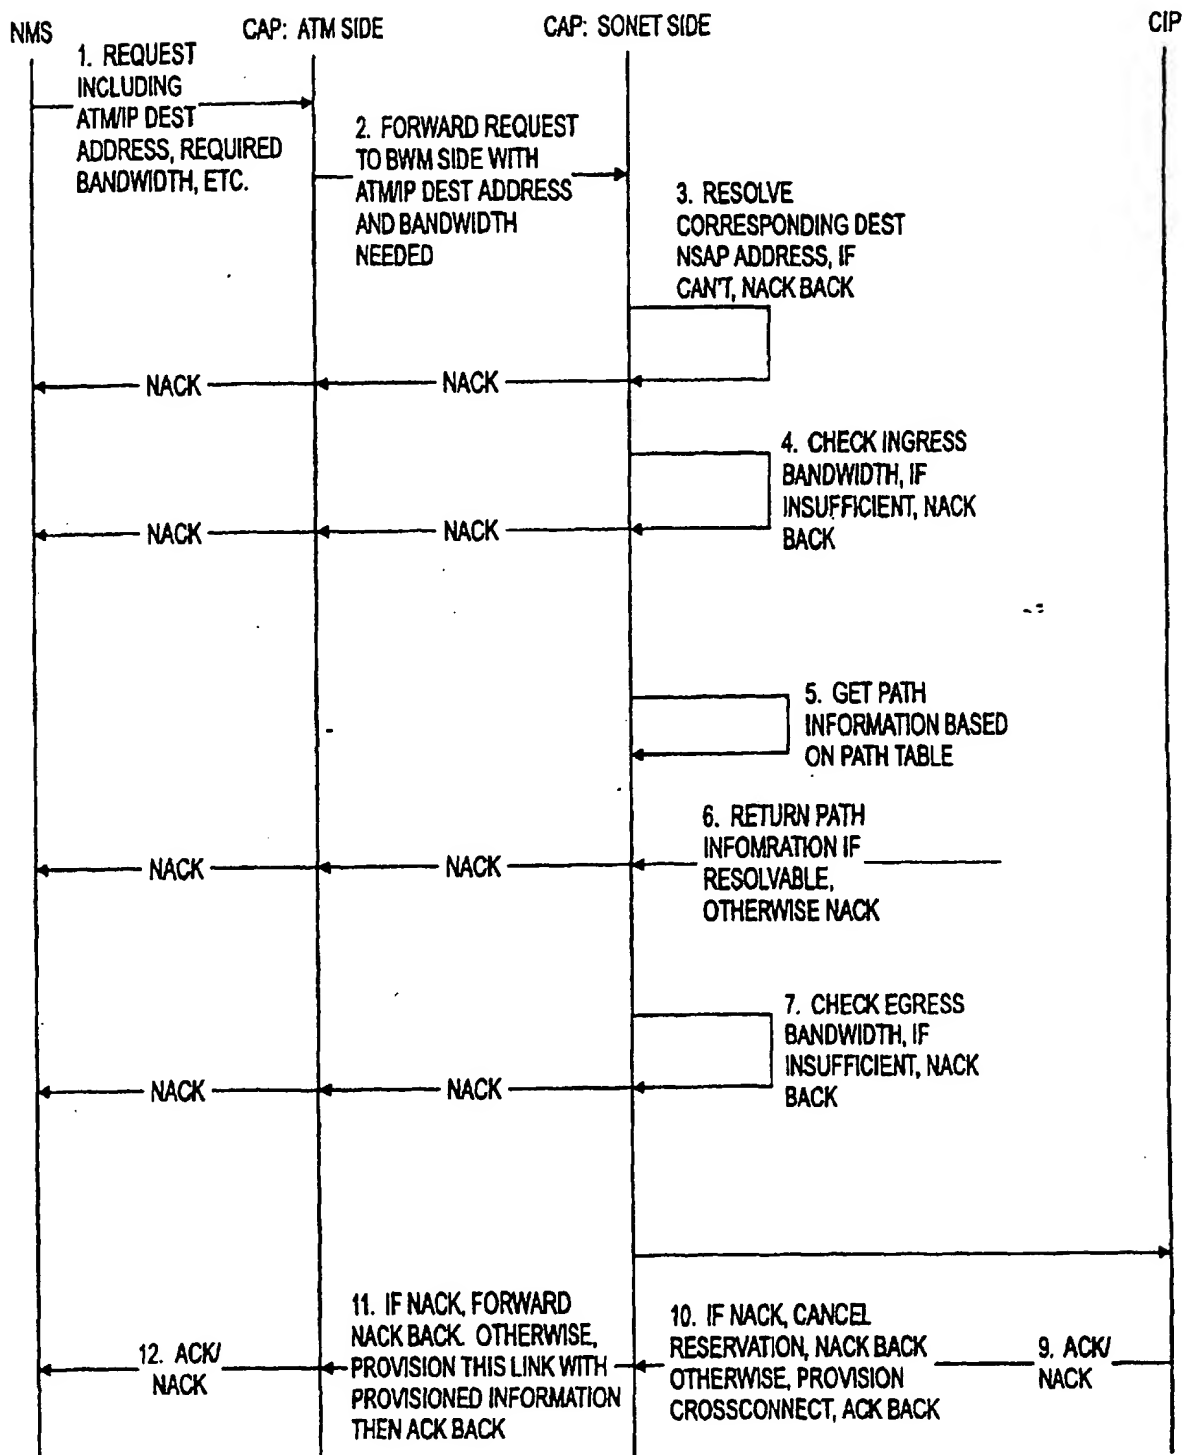 NMS
CAP: ATM SIDE
CAP: SONET SIDE
CIP
1. REQUEST
INCLUDING
ATM/IP DEST
ADDRESS, REQUIRED
BANDWIDTH, ETC.
2. FORWARD REQUEST
TO BWM SIDE WITH
ATM/IP DEST ADDRESS
AND BANDWIDTH
NEEDED
3. RESOLVE
CORRESPONDING DEST
NSAP ADDRESS, IF
CAN'T, NACK BACK
NACK
NACK
4. CHECK INGRESS
BANDWIDTH, IF
INSUFFICIENT, NACK
BACK
NACK
NACK
5. GET PATH
INFORMATION BASED
ON PATH TABLE
6. RETURN PATH
INFOMRATION IF
RESOLVABLE,
OTHERWISE NACK
NACK
NACK
7. CHECK EGRESS
BANDWIDTH, IF
INSUFFICIENT, NACK
BACK
NACK
NACK
12. ACK/
NACK
11. IF NACK, FORWARD
NACK BACK. OTHERWISE,
PROVISION THIS LINK WITH
PROVISIONED INFORMATION
THEN ACK BACK
10. IF NACK, CANCEL
RESERVATION, NACK BACK
OTHERWISE, PROVISION
CROSSCONNECT, ACK BACK
9. ACK/
NACK